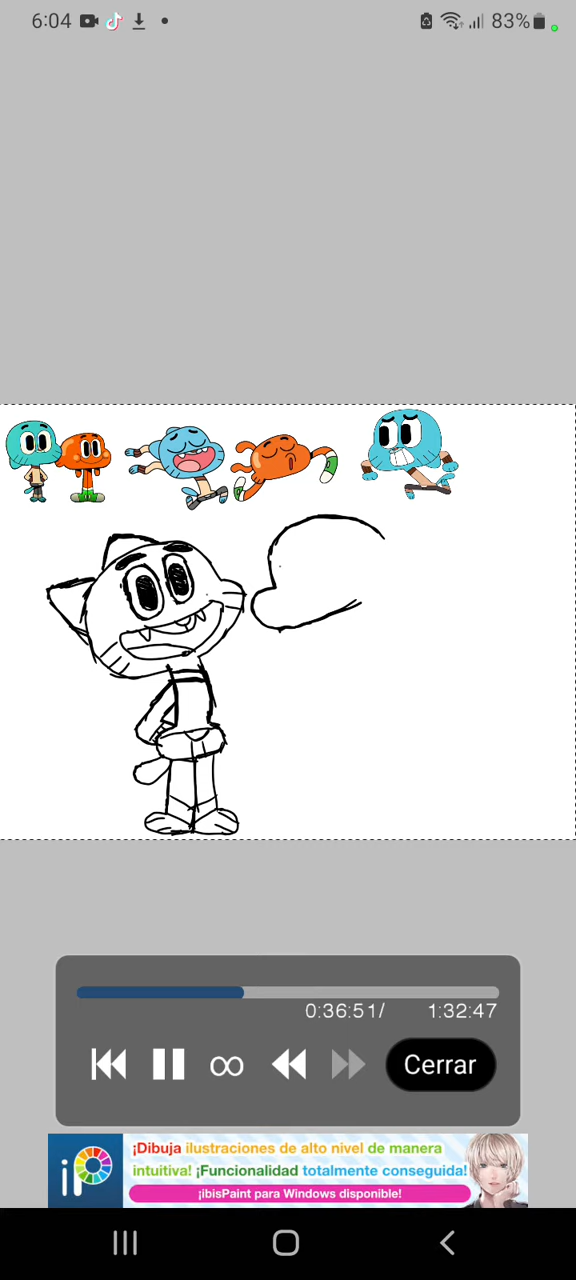 6:04
83%
0:36:51/ 1:32:47
Cerrar
iP
¡Dibuja ilustraciones de alto nivel de manera
intuitiva! ¡Funcionalidad totalmente conseguida!
¡ibisPaint para Windows disponible!